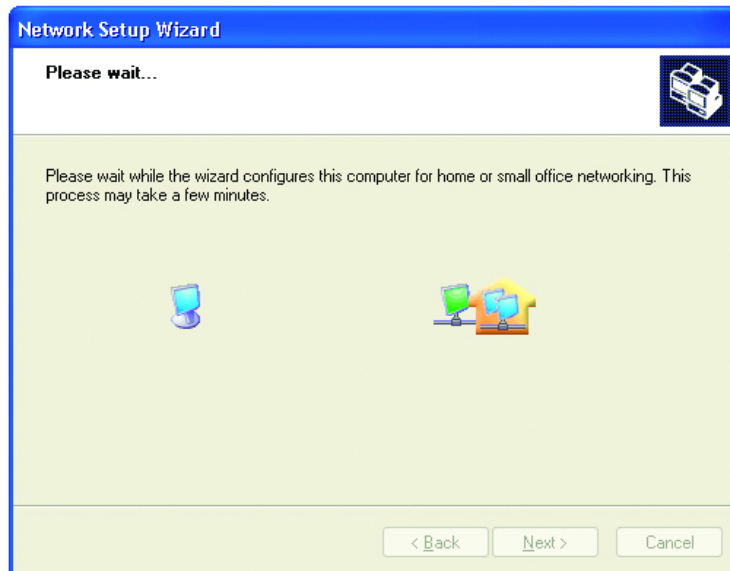 Network Setup Wizard
Please wait...
Please wait while the wizard configures this computer for home or small office networking. This
process may take a few minutes.
< Back
Next >
Cancel